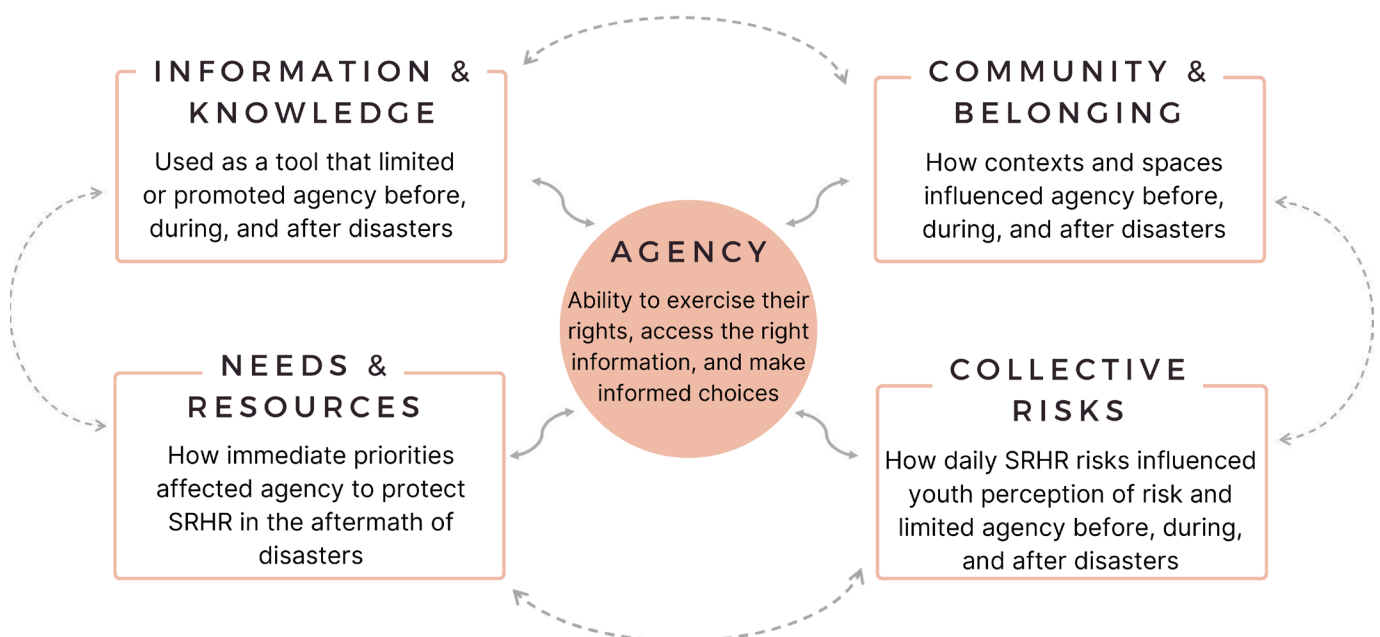 INFORMATION &
KNOWLEDGE
Used as a tool that limited
or promoted agency before,
during, and after disasters
COMMUNITY &
BELONGING
How contexts and spaces
influenced agency before,
during, and after disasters
AGENCY
Ability to exercise their
rights, access the right
information, and make
informed choices
NEEDS &
RESOURCES
How immediate priorities
affected agency to protect
SRHR in the aftermath of
disasters
COLLECTIVE
RISKS
How daily SRHR risks influenced
youth perception of risk and
limited agency before, during,
and after disasters